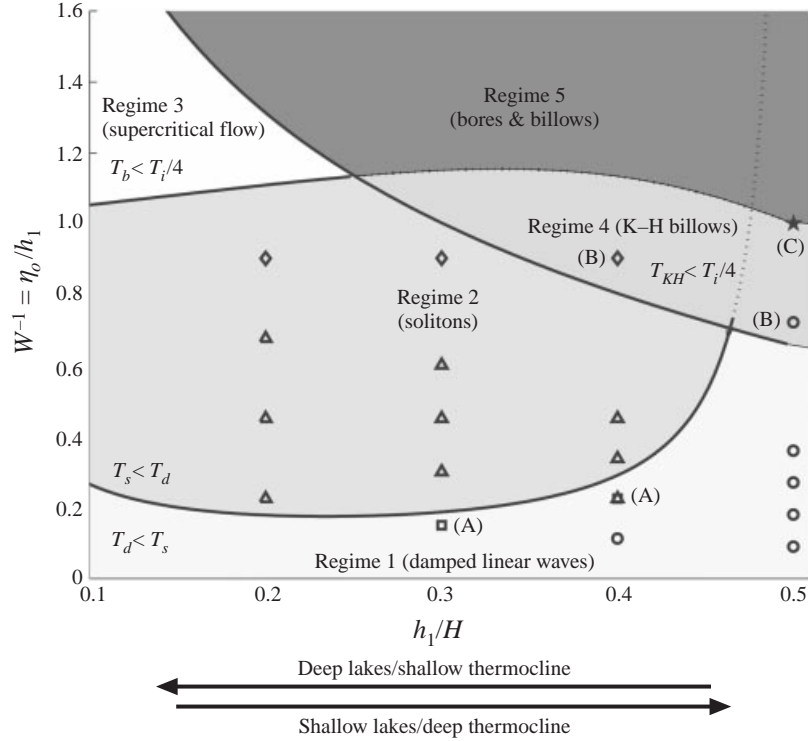 1.6
1.4
1.2
1.0
0.8
0.6
0.4
0.2
0
W⁻¹ = ηₒ/h₁
Regime 3
(supercritical flow)
T_b < T_i/4
Regime 5
(bores & billows)
Regime 4 (K–H billows)
(C)
(B)
T_KH < T_i/4
Regime 2
(solitons)
(B)
T_s < T_d
(A)
(A)
T_d < T_s
Regime 1 (damped linear waves)
0.1 0.2 0.3 0.4 0.5
h₁/H
Deep lakes/shallow thermocline
Shallow lakes/deep thermocline